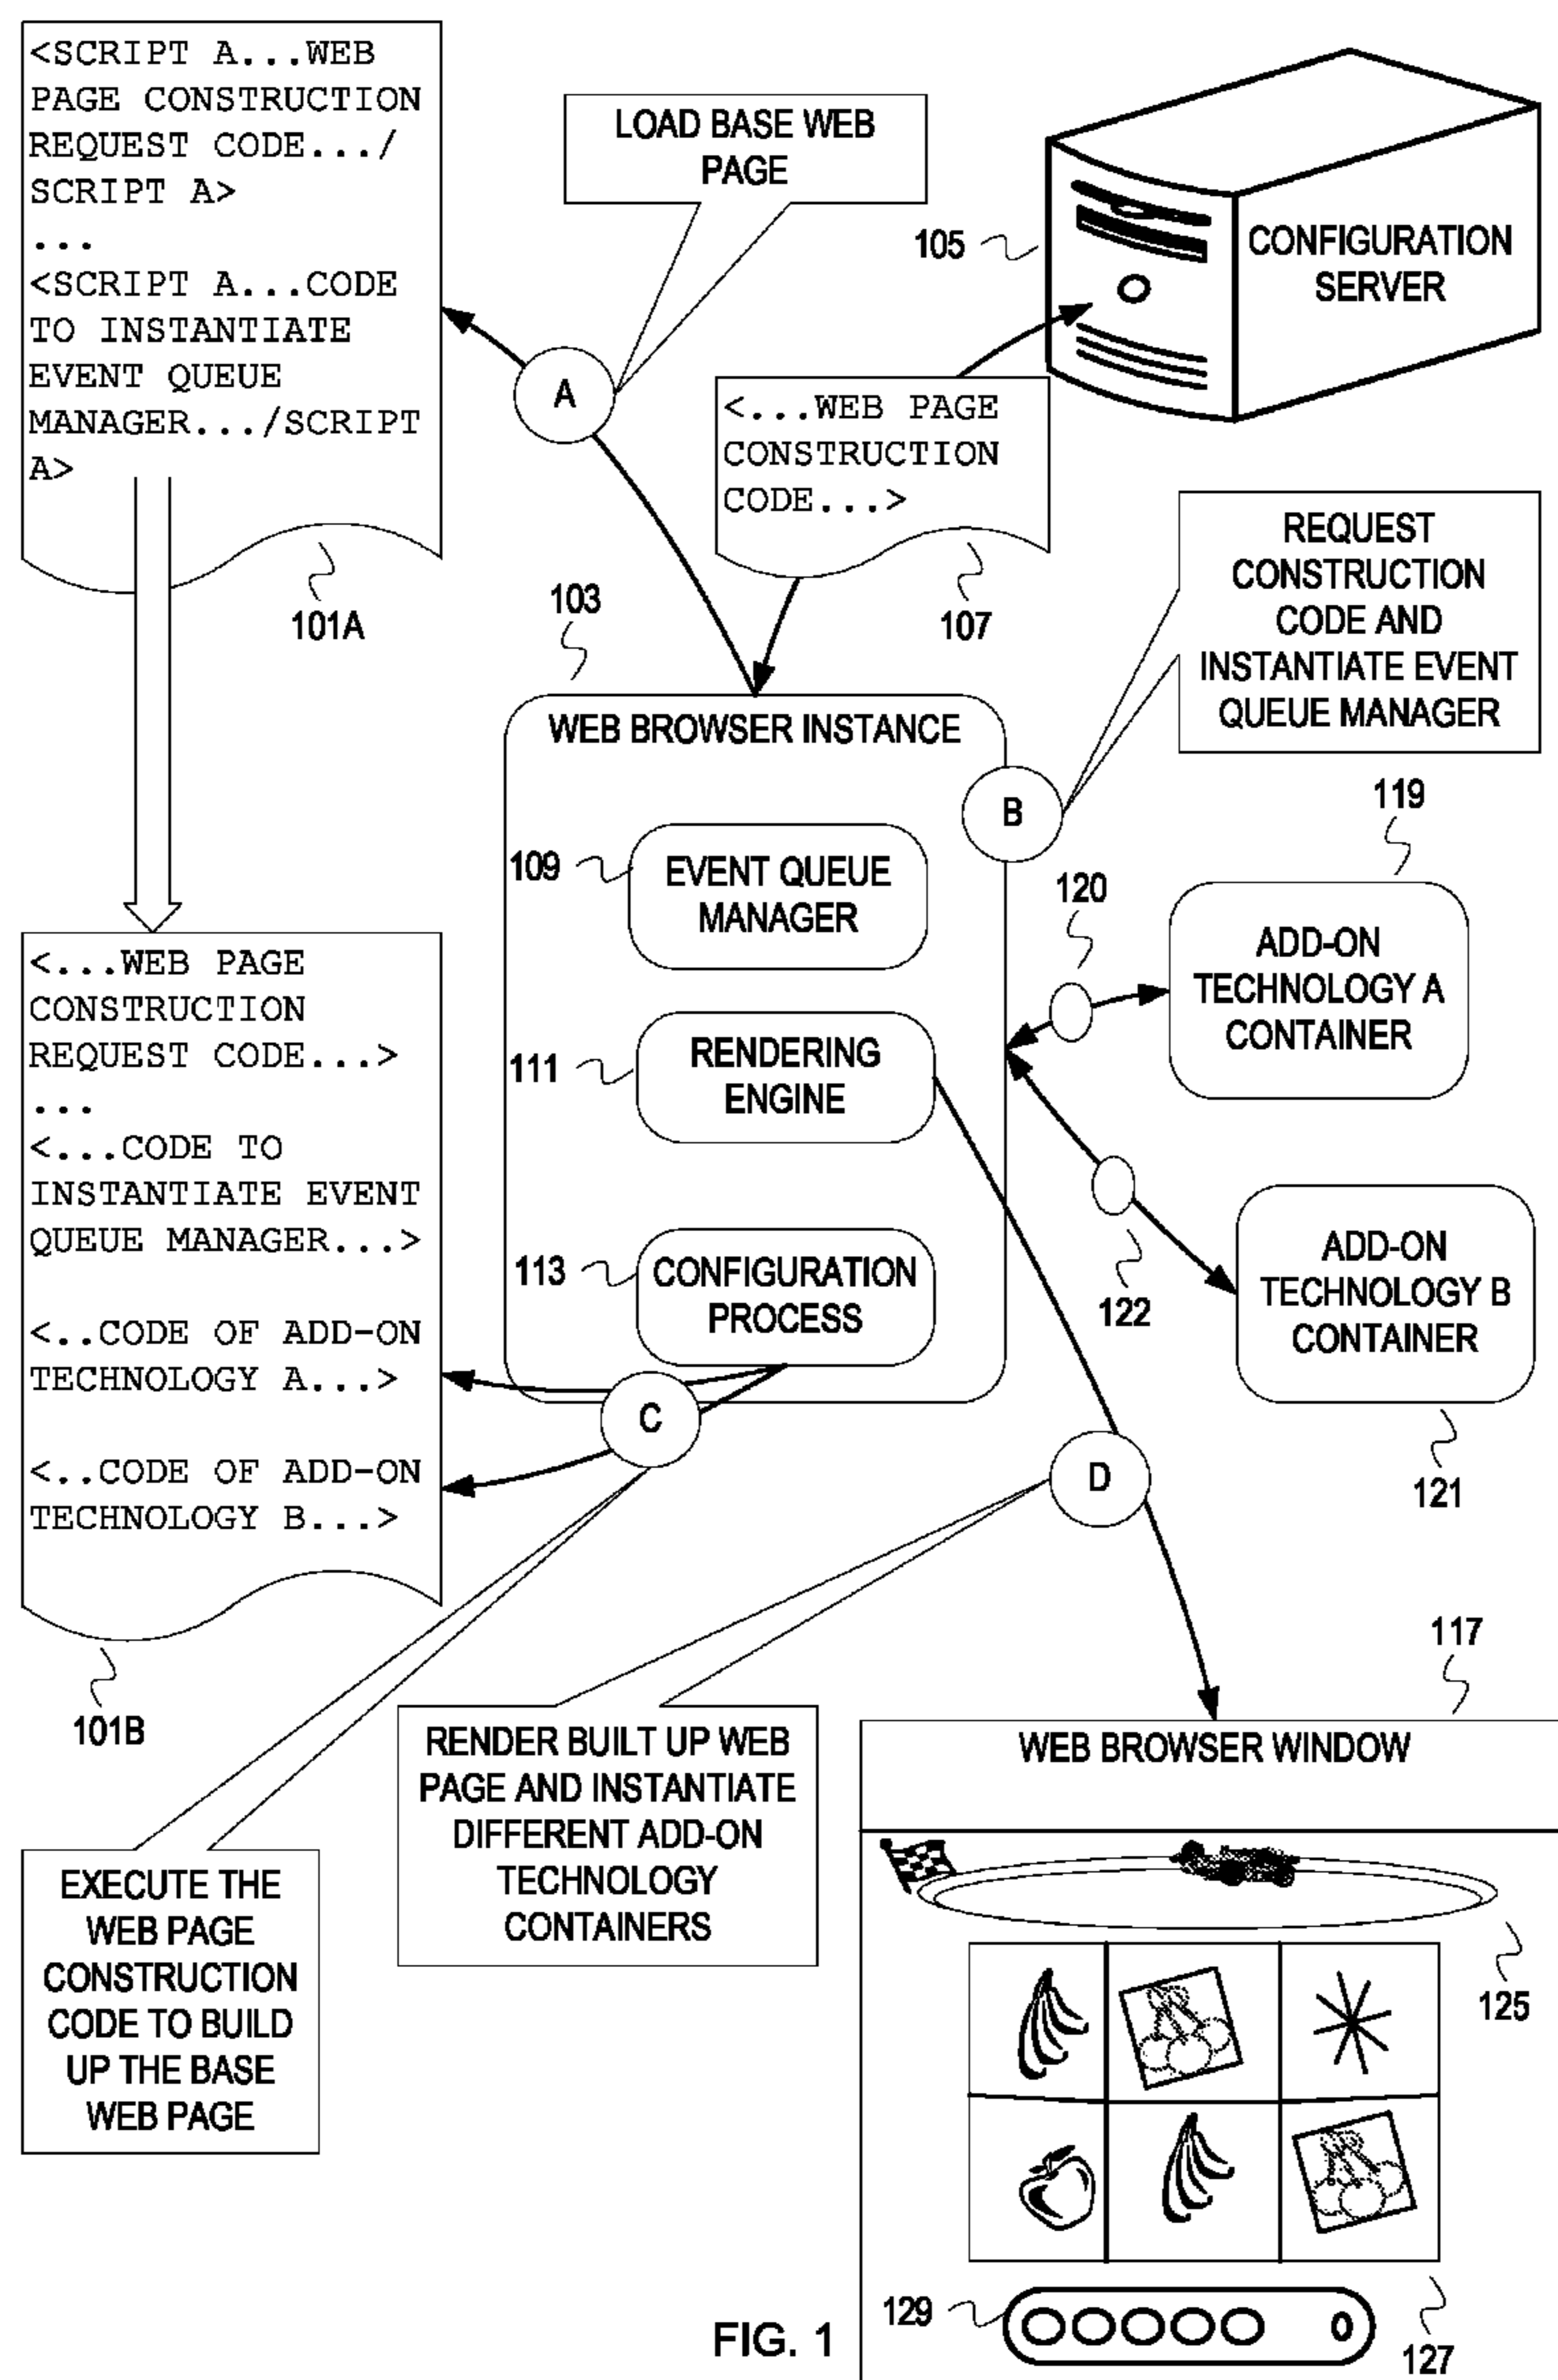 <SCRIPT A...WEB
PAGE CONSTRUCTION
REQUEST CODE.../
SCRIPT A>
...
<SCRIPT A...CODE
TO INSTANTIATE
EVENT QUEUE
MANAGER.../SCRIPT
A>
101A
LOAD BASE WEB
PAGE
A
105
CONFIGURATION
SERVER
<...WEB PAGE
CONSTRUCTION
CODE...>
107
REQUEST
CONSTRUCTION
CODE AND
INSTANTIATE EVENT
QUEUE MANAGER
103
WEB BROWSER INSTANCE
B
109
EVENT QUEUE
MANAGER
111
RENDERING
ENGINE
113
CONFIGURATION
PROCESS
119
120
ADD-ON
TECHNOLOGY A
CONTAINER
122
ADD-ON
TECHNOLOGY B
CONTAINER
121
<...WEB PAGE
CONSTRUCTION
REQUEST CODE...>
...
<...CODE TO
INSTANTIATE EVENT
QUEUE MANAGER...>
<..CODE OF ADD-ON
TECHNOLOGY A...>
<..CODE OF ADD-ON
TECHNOLOGY B...>
101B
C
D
EXECUTE THE
WEB PAGE
CONSTRUCTION
CODE TO BUILD
UP THE BASE
WEB PAGE
RENDER BUILT UP WEB
PAGE AND INSTANTIATE
DIFFERENT ADD-ON
TECHNOLOGY
CONTAINERS
117
WEB BROWSER WINDOW
125
129
127
FIG. 1